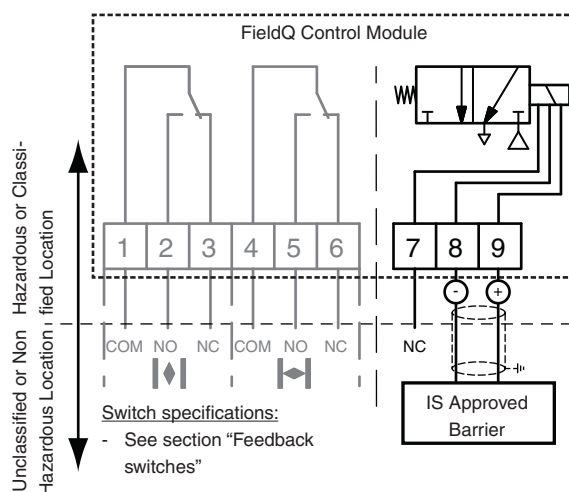 FieldQ Control Module
1 2 3 4 5 6 7 8 9
- +
Hazardous or Classi-
fied Location
Unclassified or Non
Hazardous Location
COM NO NC COM NO NC NC
IS Approved
Barrier
Switch specifications:
- See section “Feedback
switches”